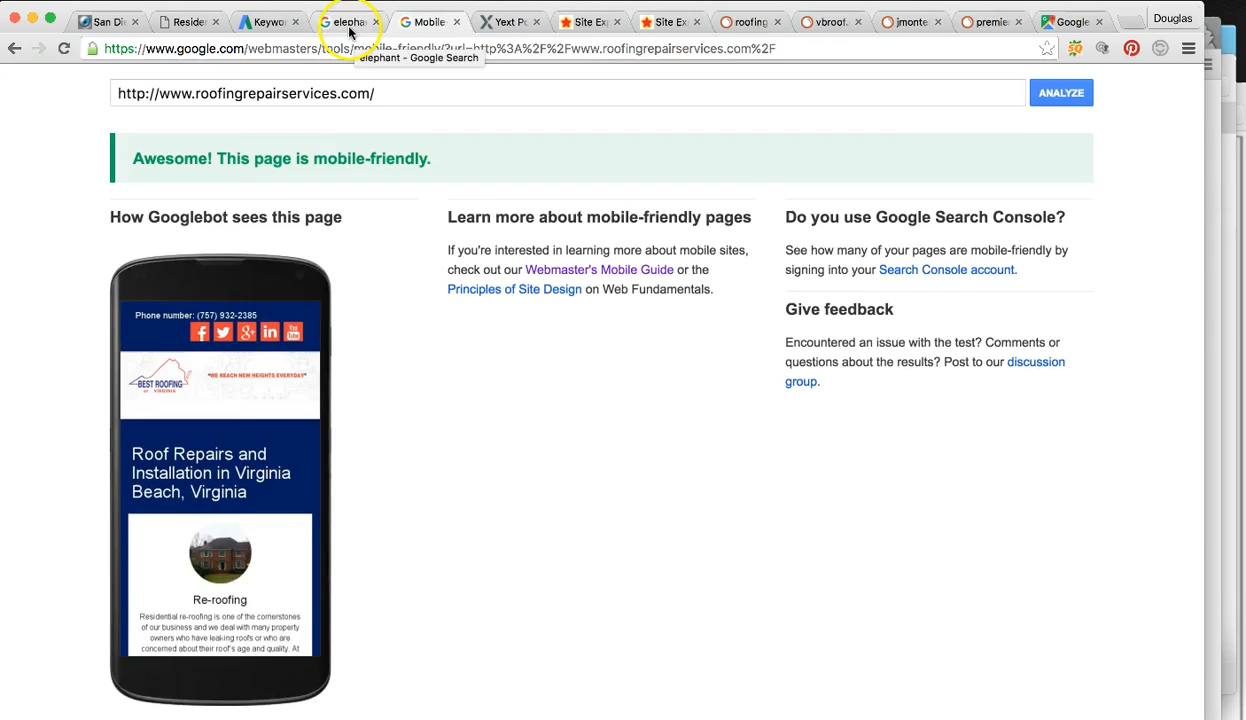 San Di
Resider
Keywo
elephan
Mobile-
Yext Po
Site Exp
Site Exp
roofing
vbroof.
jmonte
premie
Google
Douglas
https://www.google.com/webmasters/tools/mobile-friendly/?url=http%3A%2F%2Fwww.roofingrepairservices.com%2F
elephant - Google Search
http://www.roofingrepairservices.com/
ANALYZE
Awesome! This page is mobile-friendly.
How Googlebot sees this page
Phone number: (757) 932-2385
BEST ROOFING
of VIRGINIA
"WE REACH NEW HEIGHTS EVERYDAY"
Roof Repairs and
Installation in Virginia
Beach, Virginia
Re-roofing
Residential re-roofing is one of the cornerstones
of our business and we deal with many property
owners who have leaking roofs or who are
concerned about their roof's age and quality. At
Learn more about mobile-friendly pages
If you're interested in learning more about mobile sites,
check out our Webmaster's Mobile Guide or the
Principles of Site Design on Web Fundamentals.
Do you use Google Search Console?
See how many of your pages are mobile-friendly by
signing into your Search Console account.
Give feedback
Encountered an issue with the test? Comments or
questions about the results? Post to our discussion
group.